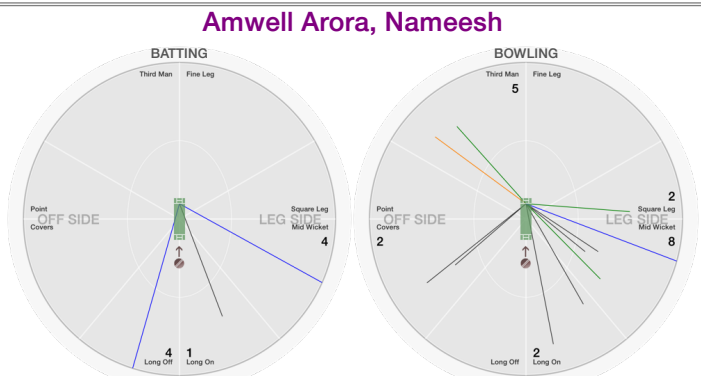 Amwell Arora, Nameesh
BATTING
Third Man Fine Leg
Point
OFF SIDE
Covers
Square Leg
LEG SIDE
Mid Wicket
4
4 1
Long Off Long On
BOWLING
Third Man Fine Leg
5
Point
OFF SIDE
Covers
2
2
Square Leg
LEG SIDE
Mid Wicket
8
2
Long Off Long On